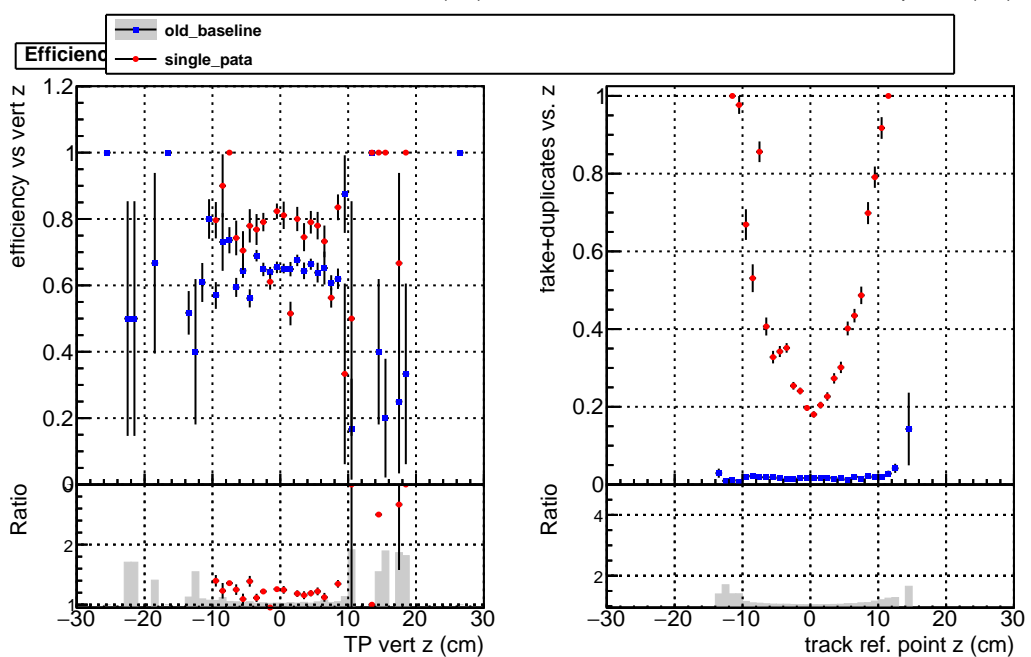 old_baseline
single_pata
efficiency vs vert z
1.2
1
0.8
0.6
0.4
0.2
0
Ratio
2
1
−30 −20 −10 0 10 20 30
TP vert z (cm)
fake+duplicates vs. z
1
0.8
0.6
0.4
0.2
0
Ratio
4
2
−30 −20 −10 0 10 20 30
track ref. point z (cm)